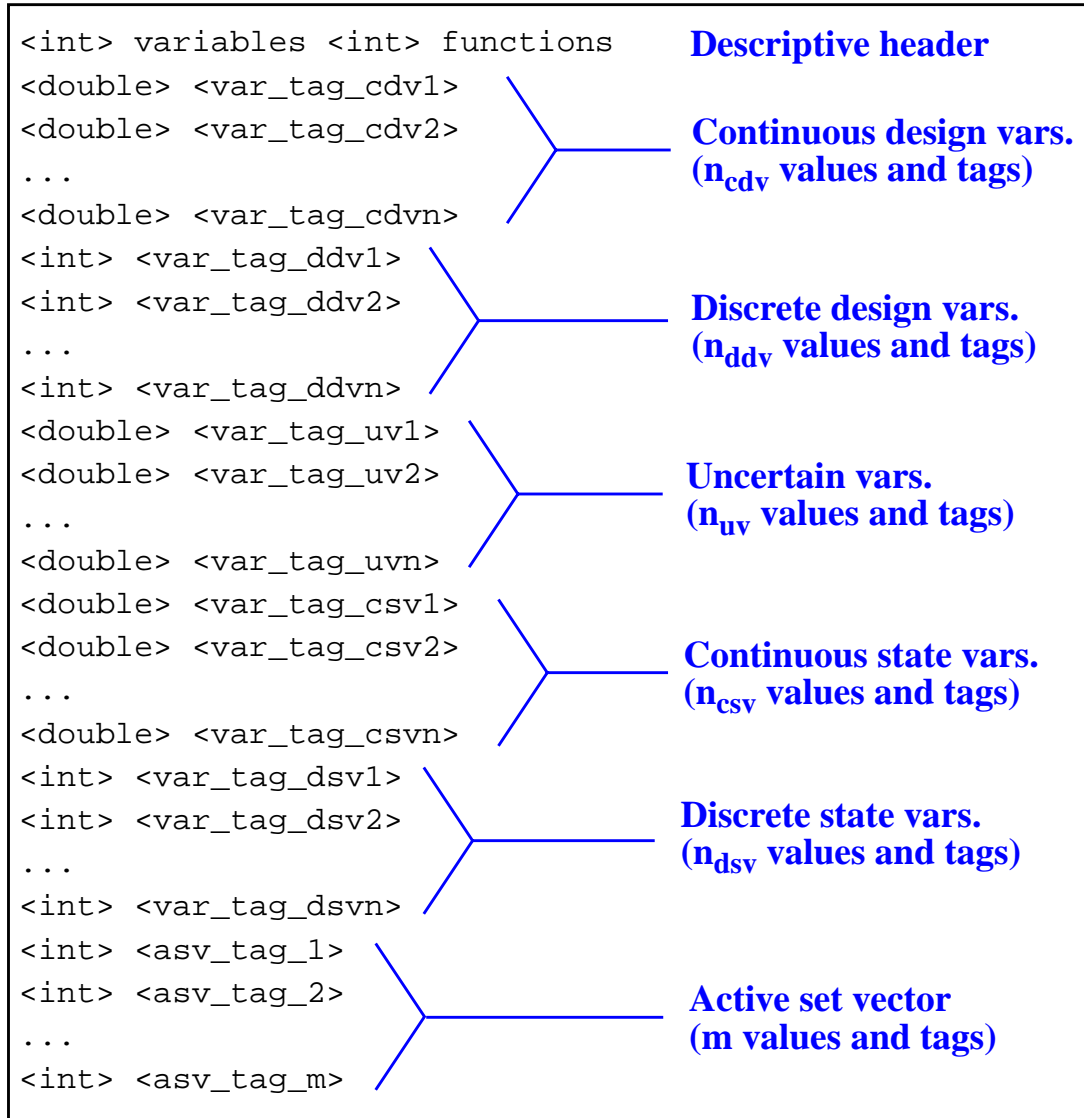 <int> variables <int> functions Descriptive header
<double> <var_tag_cdv1>
<double> <var_tag_cdv2>
...
<double> <var_tag_cdvn>
Continuous design vars.
(ncdv values and tags)
<int> <var_tag_ddv1>
<int> <var_tag_ddv2>
...
<int> <var_tag_ddvn>
Discrete design vars.
(nddv values and tags)
<double> <var_tag_uv1>
<double> <var_tag_uv2>
...
<double> <var_tag_uvn>
Uncertain vars.
(nuv values and tags)
<double> <var_tag_csv1>
<double> <var_tag_csv2>
...
<double> <var_tag_csvn>
Continuous state vars.
(ncsv values and tags)
<int> <var_tag_dsv1>
<int> <var_tag_dsv2>
...
<int> <var_tag_dsvn>
Discrete state vars.
(ndsv values and tags)
<int> <asv_tag_1>
<int> <asv_tag_2>
...
<int> <asv_tag_m>
Active set vector
(m values and tags)